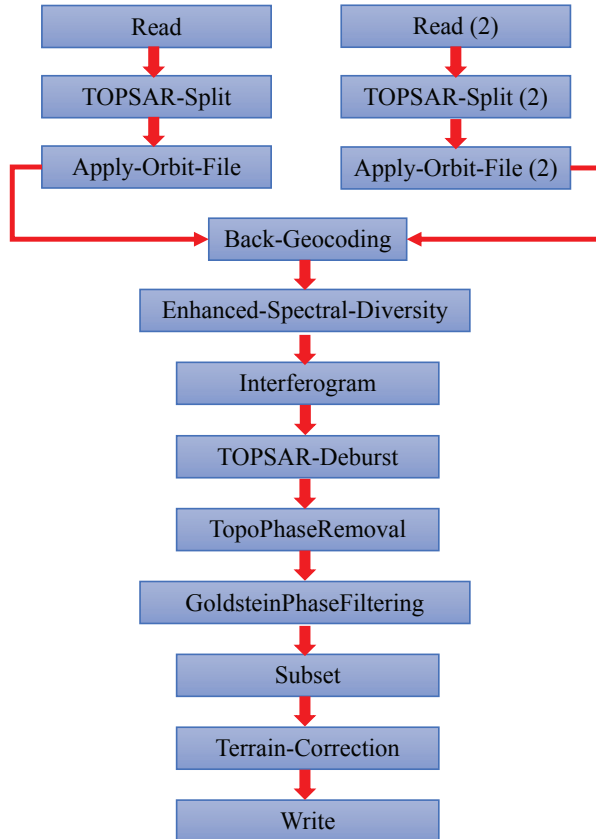 Read
Read (2)
TOPSAR-Split
TOPSAR-Split (2)
Apply-Orbit-File
Apply-Orbit-File (2)
Back-Geocoding
Enhanced-Spectral-Diversity
Interferogram
TOPSAR-Deburst
TopoPhaseRemoval
GoldsteinPhaseFiltering
Subset
Terrain-Correction
Write